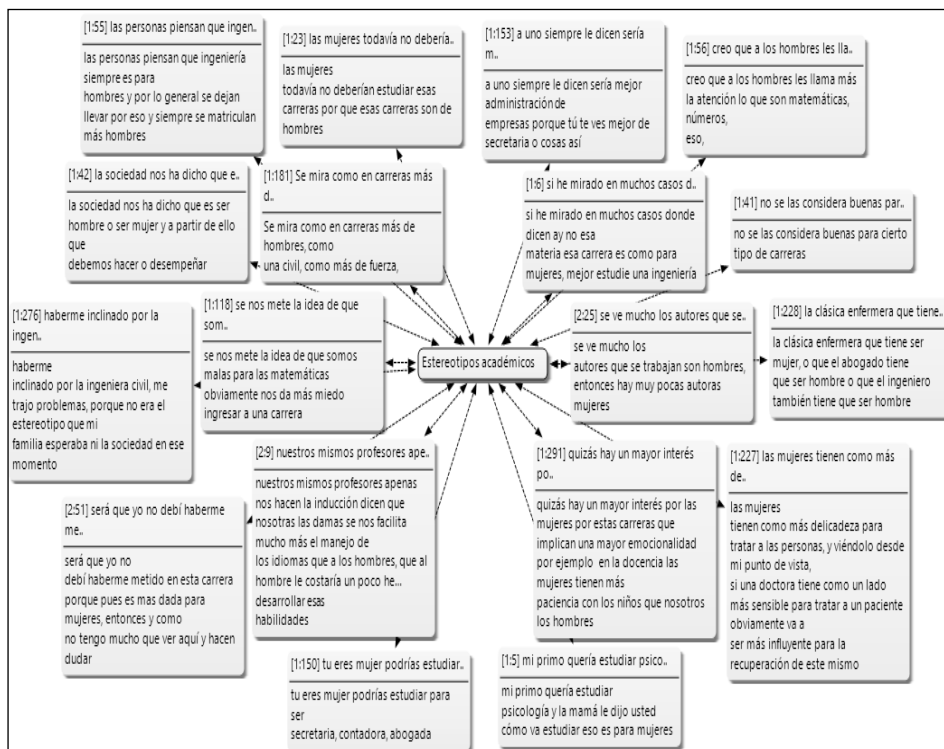 [1:55] las personas piensan que ingen..
las personas piensan que ingeniería
siempre es para
hombres y por lo general se dejan
llevar por eso y siempre se matriculan
más hombres
[1:23] las mujeres todavía no debería..
las mujeres
todavía no deberían estudiar esas
carreras por que esas carreras son de
hombres
[1:153] a uno siempre le dicen sería
m..
a uno siempre le dicen sería mejor
administración de
empresas porque tú te ves mejor de
secretaria o cosas así
[1:56] creo que a los hombres les lla..
creo que a los hombres les llama más
la atención lo que son matemáticas,
números,
eso,
[1:42] la sociedad nos ha dicho que e..
la sociedad nos ha dicho que es ser
hombre o ser mujer y a partir de ello
que
debemos hacer o desempeñar
[1:181] Se mira como en carreras más
d..
Se mira como en carreras más de
hombres, como
una civil, como más de fuerza,
[1:6] si he mirado en muchos casos d..
si he mirado en muchos casos donde
dicen ay no esa
materia esa carrera es como para
mujeres, mejor estudie una ingeniería
[1:41] no se las considera buenas par..
no se las considera buenas para cierto
tipo de carreras
[1:276] haberme inclinado por la
ingen..
haberme
inclinado por la ingeniera civil, me
trajo problemas, porque no era el
estereotipo que mi
familia esperaba ni la sociedad en ese
momento
[1:118] se nos mete la idea de que
som..
se nos mete la idea de que somos
malas para las matemáticas
obviamente nos da más miedo
ingresar a una carrera
Estereotipos académicos
[2:25] se ve mucho los autores que se..
se ve mucho los
autores que se trabajan son hombres,
entonces hay muy pocas autoras
mujeres
[1:228] la clásica enfermera que tiene..
la clásica enfermera que tiene ser
mujer, o que el abogado tiene
que ser hombre o que el ingeniero
también tiene que ser hombre
[2:51] será que yo no debí haberme
me..
será que yo no
debí haberme metido en esta carrera
porque pues es mas dada para
mujeres, entonces y como
no tengo mucho que ver aquí y hacen
dudar
[2:9] nuestros mismos profesores ape..
nuestros mismos profesores apenas
nos hacen la inducción dicen que
nosotras las damas se nos facilita
mucho más el manejo de
los idiomas que a los hombres, que al
hombre le costaría un poco he...
desarrollar esas
habilidades
[1:291] quizás hay un mayor interés
po..
quizás hay un mayor interés por las
mujeres por estas carreras que
implican una mayor emocionalidad
por ejemplo en la docencia las
mujeres tienen más
paciencia con los niños que nosotros
los hombres
[1:227] las mujeres tienen como más
de..
las mujeres
tienen como más delicadeza para
tratar a las personas, y viéndolo desde
mi punto de vista,
si una doctora tiene como un lado
más sensible para tratar a un paciente
obviamente va a
ser más influyente para la
recuperación de este mismo
[1:150] tu eres mujer podrías estudiar..
tu eres mujer podrías estudiar para
ser
secretaria, contadora, abogada
[1:5] mi primo quería estudiar psico..
mi primo quería estudiar
psicología y la mamá le dijo usted
cómo va estudiar eso es para mujeres